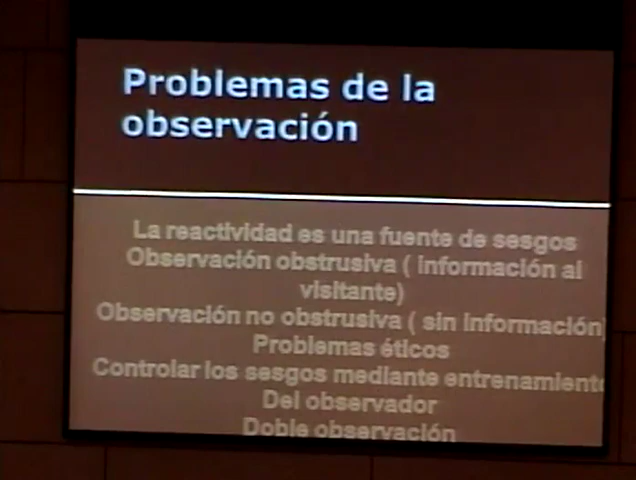 Problemas de la
observación
La reactividad es una fuente de sesgos
Observación obstrusiva ( información al
visitante)
Observación no obstrusiva ( sin información)
Problemas éticos
Controlar los sesgos mediante entrenamiento
Del observador
Doble observación